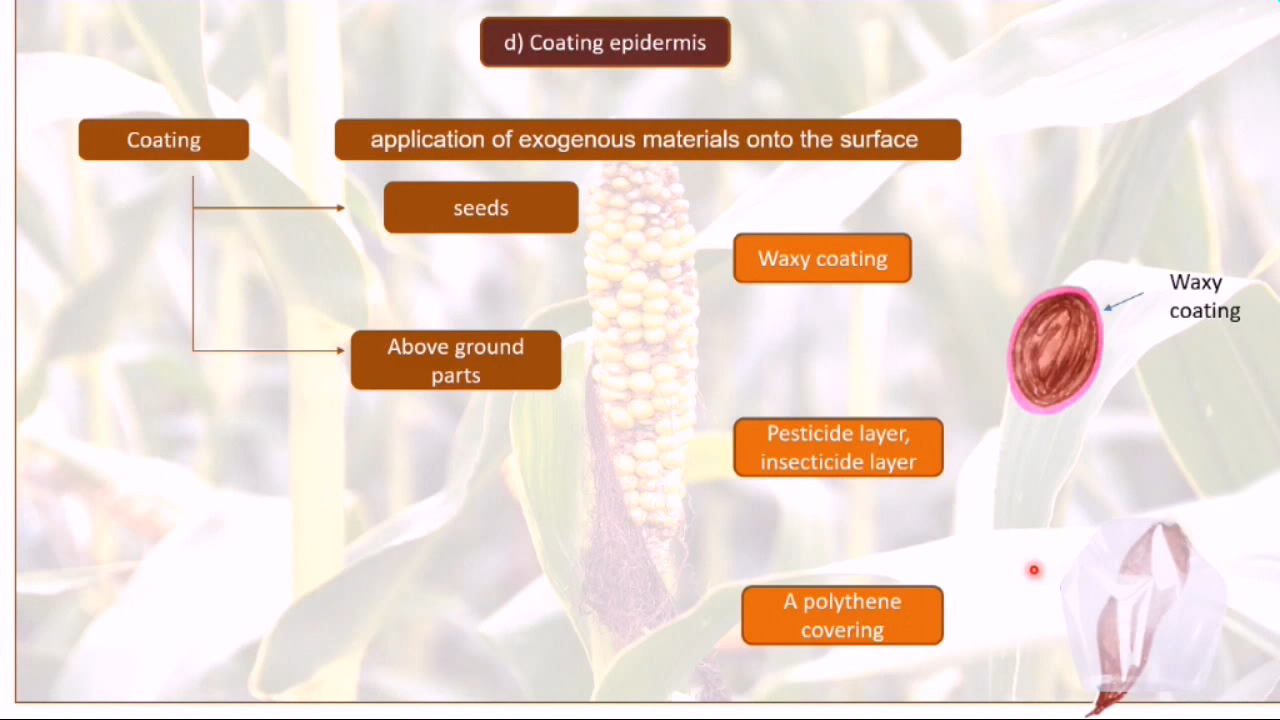 d) Coating epidermis
Coating
application of exogenous materials onto the surface
seeds
Waxy coating
Waxy
coating
Above ground
parts
Pesticide layer,
insecticide layer
A polythene
covering